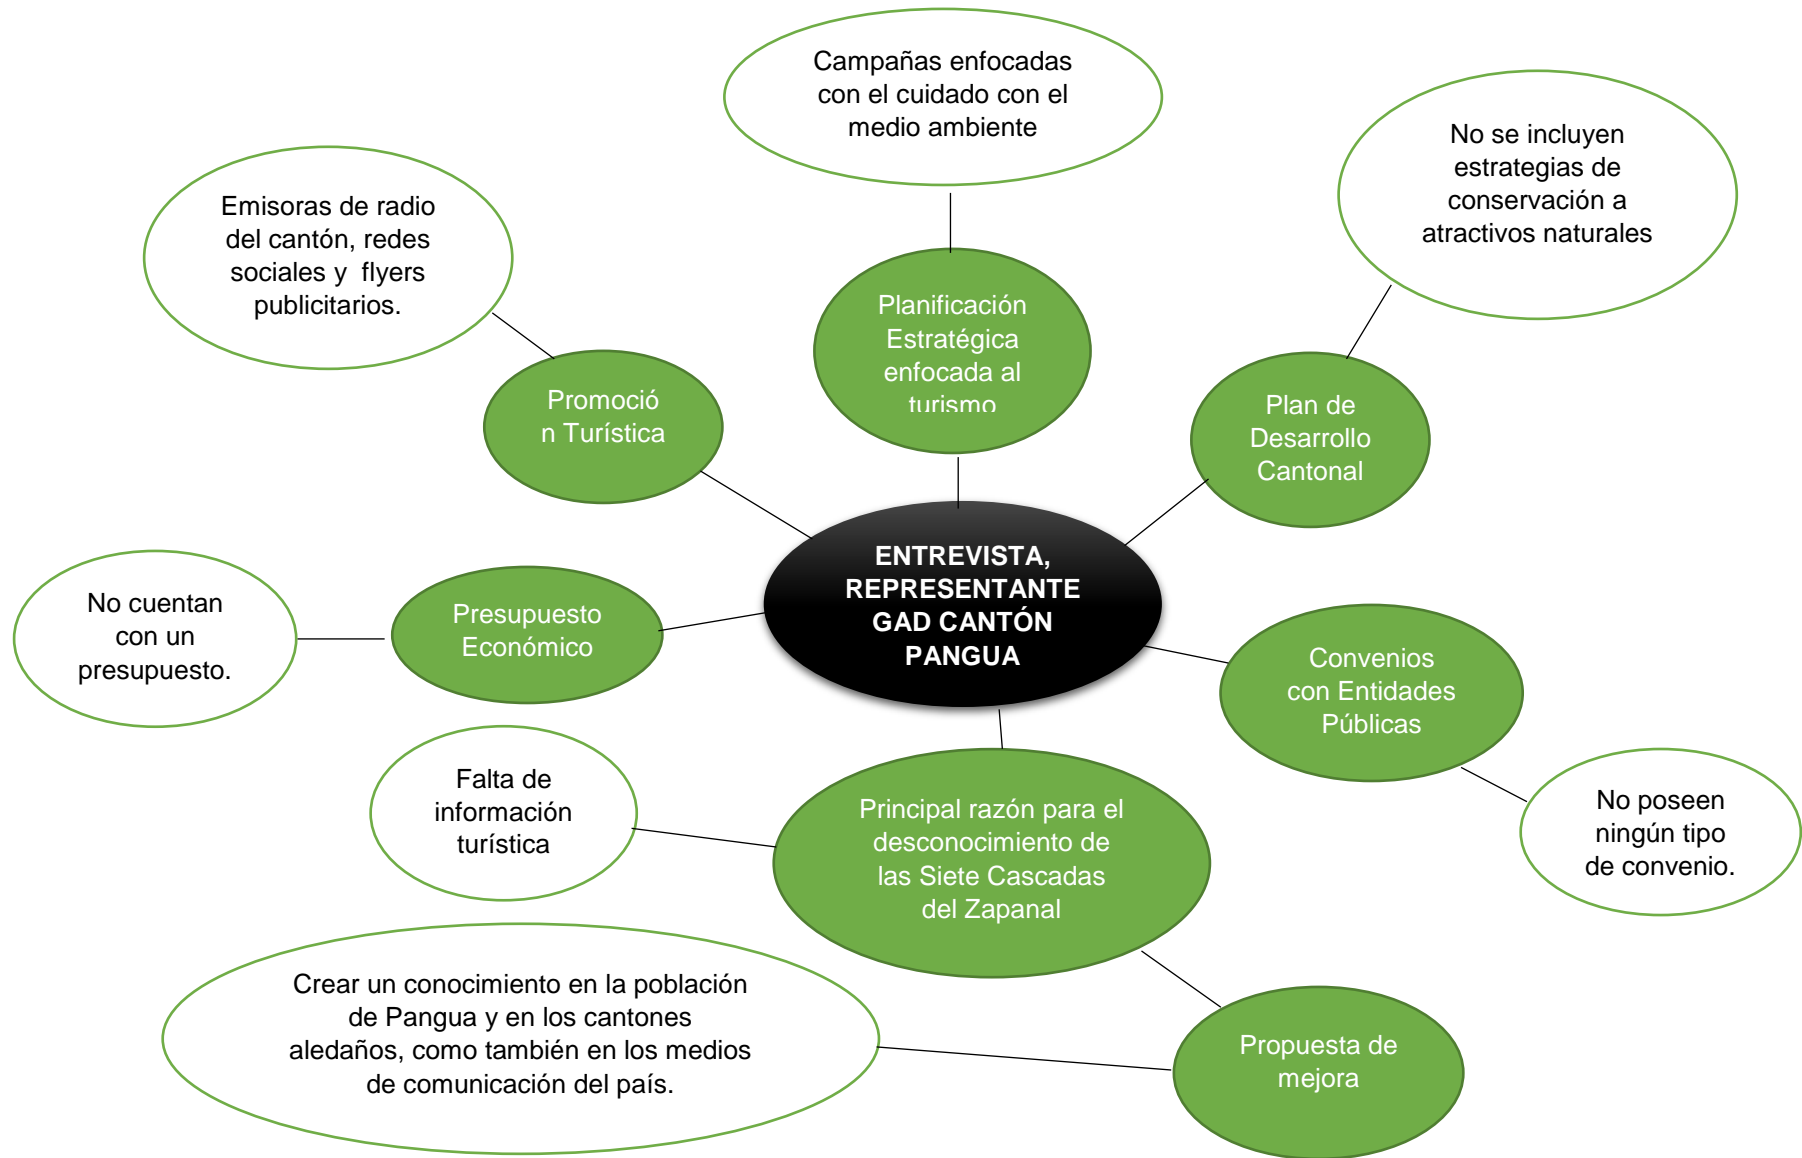 Campañas enfocadas
con el cuidado con el
medio ambiente
No se incluyen
estrategias de
conservación a
atractivos naturales
Emisoras de radio
del cantón, redes
sociales y  flyers
publicitarios.
Planificación
Estratégica
enfocada al
turismo
Promoció
n Turística
Plan de
Desarrollo
Cantonal
ENTREVISTA,
REPRESENTANTE
GAD CANTÓN
PANGUA
No cuentan
con un
presupuesto.
Presupuesto
Económico
Convenios
con Entidades
Públicas
Falta de
información
turística
Principal razón para el
desconocimiento de
las Siete Cascadas
del Zapanal
No poseen
ningún tipo
de convenio.
Crear un conocimiento en la población
de Pangua y en los cantones
aledaños, como también en los medios
de comunicación del país.
Propuesta de
mejora